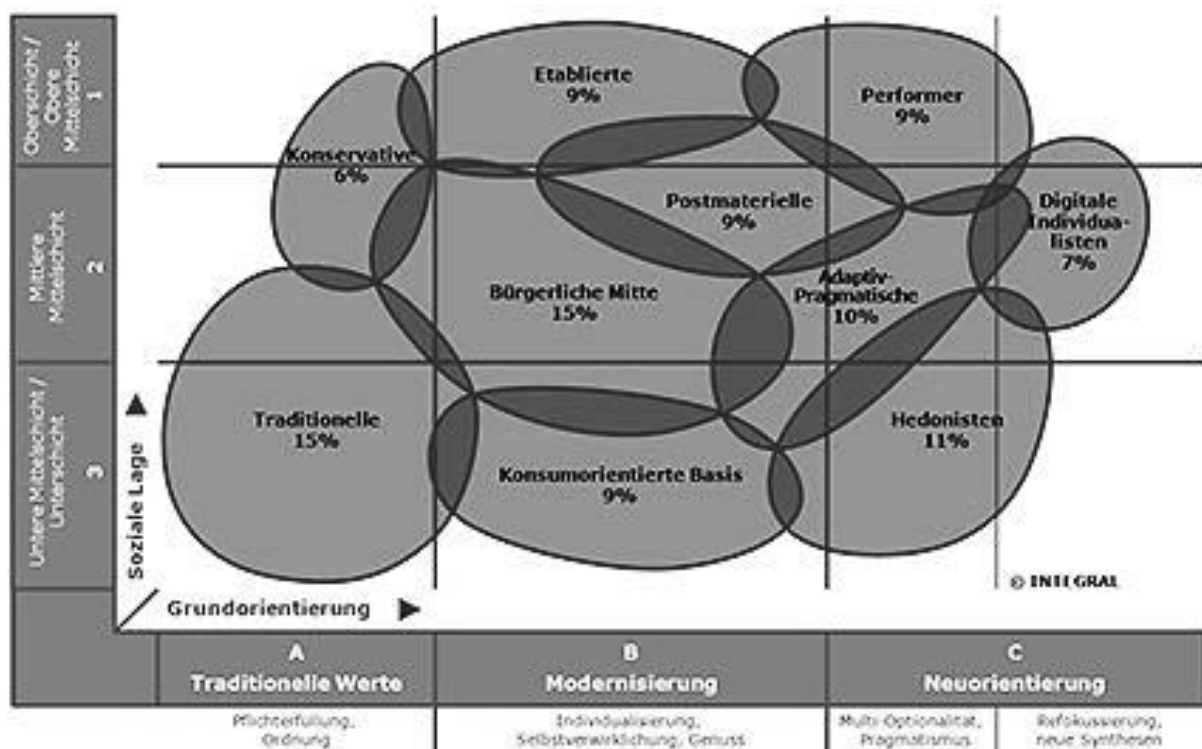 Oberschicht /
Obere
Mittelschicht
1
Mittlere
Mittelschicht
2
Untere Mittelschicht /
Unterschicht
3
Soziale Lage
Etablierte
9%
Performer
9%
Konservative
6%
Postmaterielle
9%
Digitale
Individua-
listen
7%
Bürgerliche Mitte
15%
Adaptiv-
Pragmatische
10%
Traditionelle
15%
Hedonisten
11%
Konsumorientierte Basis
9%
© INTEGRAL
Grundorientierung
A
Traditionelle Werte
B
Modernisierung
C
Neuorientierung
Pflichterfüllung,
Ordnung
Individualisierung,
Selbstverwirklichung, Genuss
Multi-Optionalität,
Pragmatismus
Refokussierung,
neue Synthesen